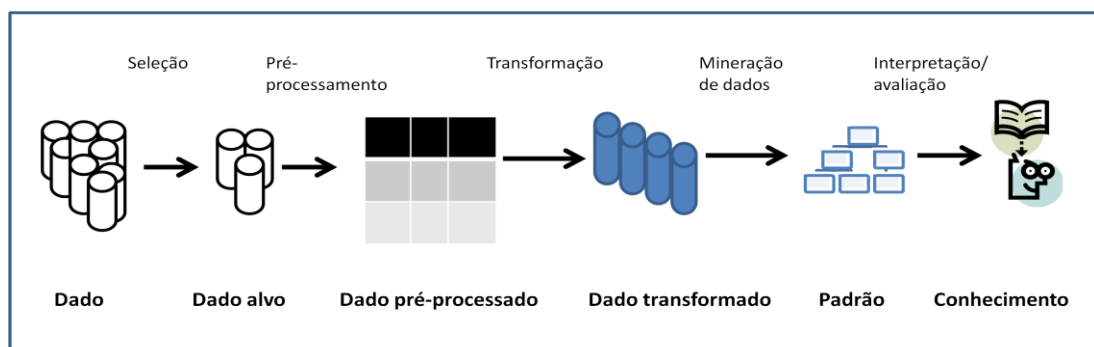 Seleção
Pré-
processamento
Transformação
Mineração
de dados
Interpretação/
avaliação
Dado
Dado alvo
Dado pré-processado
Dado transformado
Padrão
Conhecimento